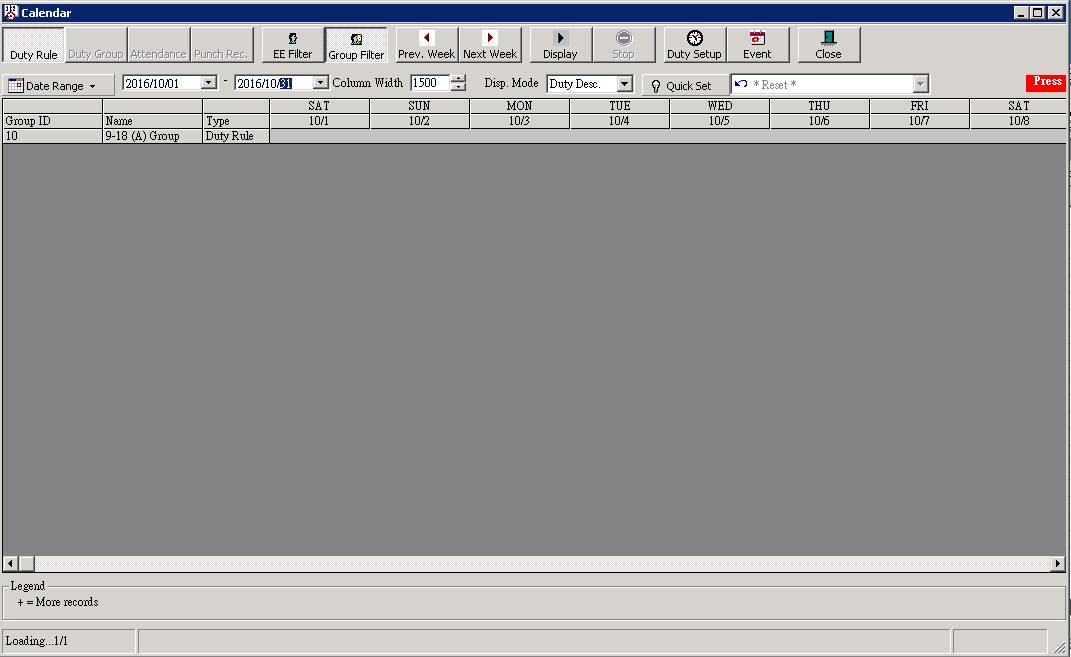 Calendar
Duty Rule Duty Group Attendance Punch Rec. EE Filter Group Filter Prev. Week Next Week Display Stop Duty Setup Event Close
Date Range 2016/10/01 - 2016/10/31 Column Width 1500 Disp. Mode Duty Desc. Quick Set * Reset * Press
SAT SUN MON TUE WED THU FRI SAT
Group ID Name Type 10/1 10/2 10/3 10/4 10/5 10/6 10/7 10/8
10 9-18 (A) Group Duty Rule
Legend
+ = More records
Loading...1/1